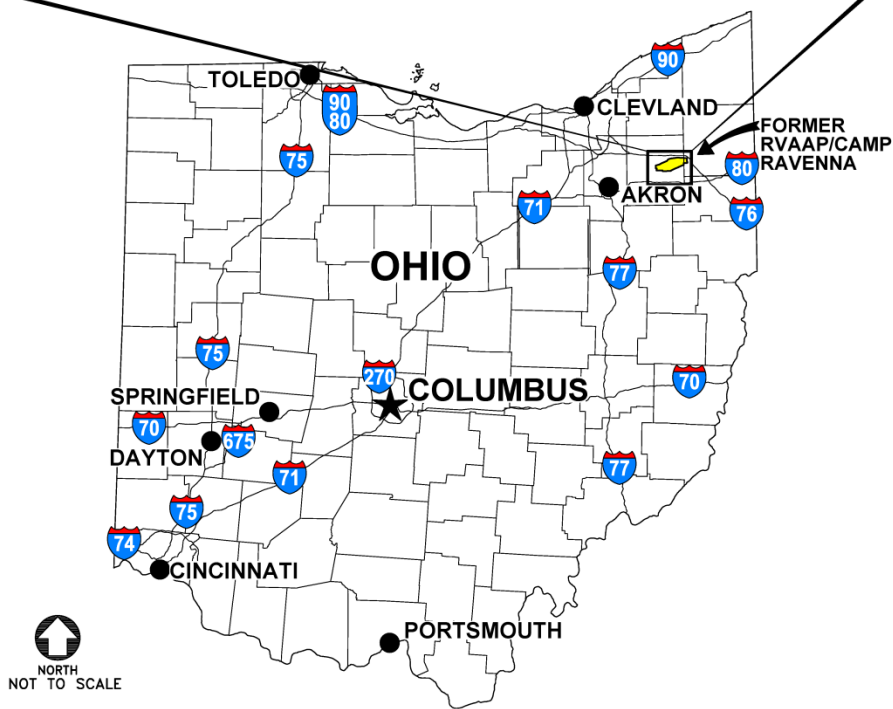 TOLEDO
90
80
90
CLEVLAND
FORMER
RVAAP/CAMP
RAVENNA
75
80
AKRON
71
76
OHIO
77
75
270
70
SPRINGFIELD
COLUMBUS
70
675
DAYTON
71
77
75
74
CINCINNATI
PORTSMOUTH
NORTH
NOT TO SCALE